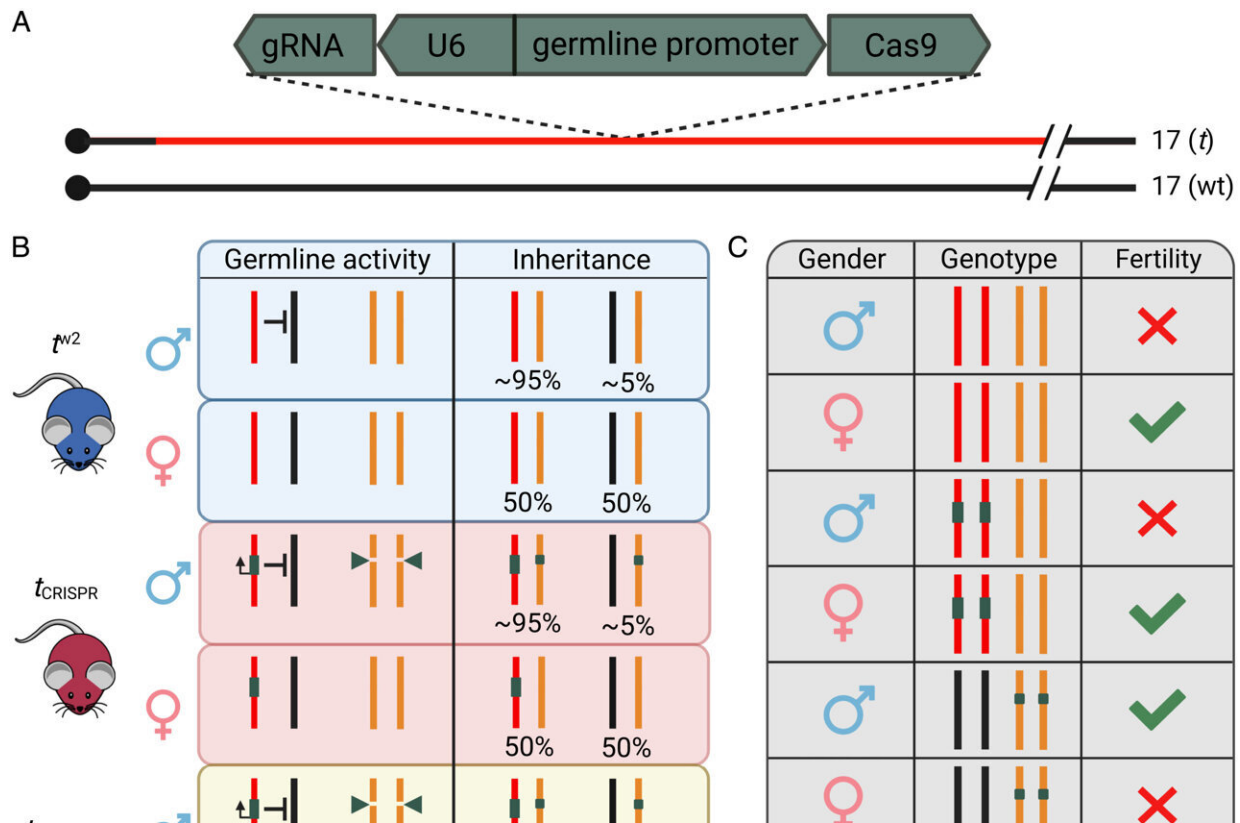 A
gRNA U6 germline promoter Cas9
17 (t)
17 (wt)
B
Germline activity Inheritance
tw2
~95% ~5%
50% 50%
tCRISPR
~95% ~5%
50% 50%
t
C
Gender Genotype Fertility